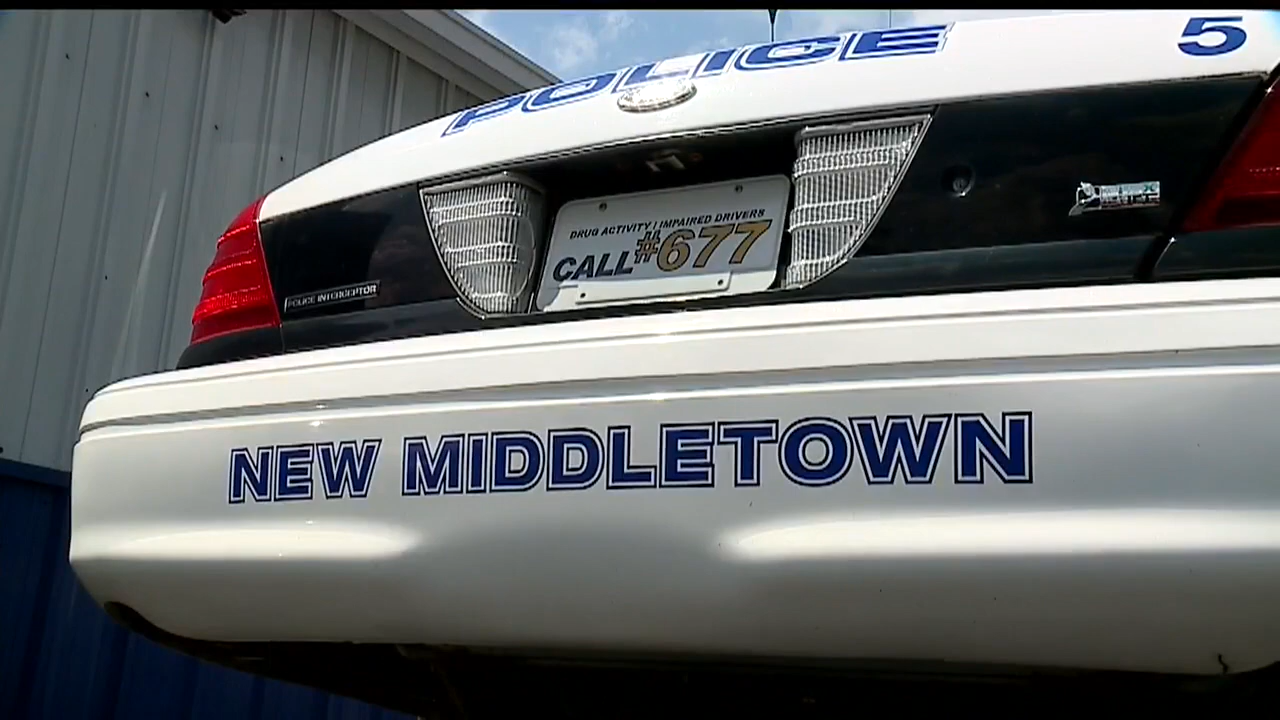 POLICE
5
DRUG ACTIVITY / IMPAIRED DRIVERS
CALL #677
POLICE INTERCEPTOR
NEW MIDDLETOWN